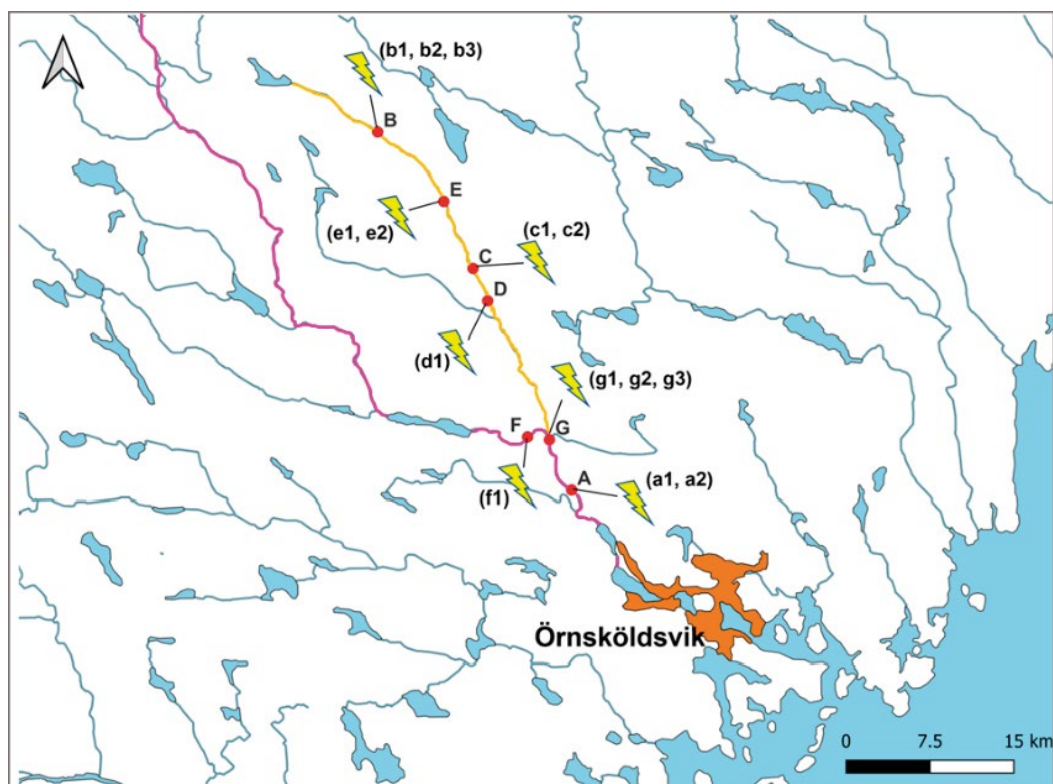 (b1, b2, b3)
B
E
(e1, e2)
(c1, c2)
C
D
(d1)
(g1, g2, g3)
F
G
(f1)
A
(a1, a2)
Örnsköldsvik
0 7.5 15 km